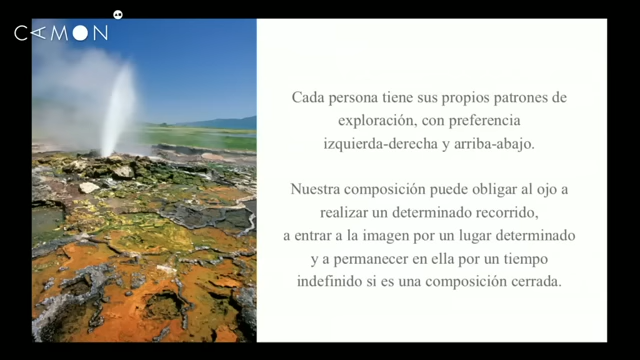 CAMON
Cada persona tiene sus propios patrones de
exploración, con preferencia
izquierda-derecha y arriba-abajo.
Nuestra composición puede obligar al ojo a
realizar un determinado recorrido,
a entrar a la imagen por un lugar determinado
y a permanecer en ella por un tiempo
indefinido si es una composición cerrada.